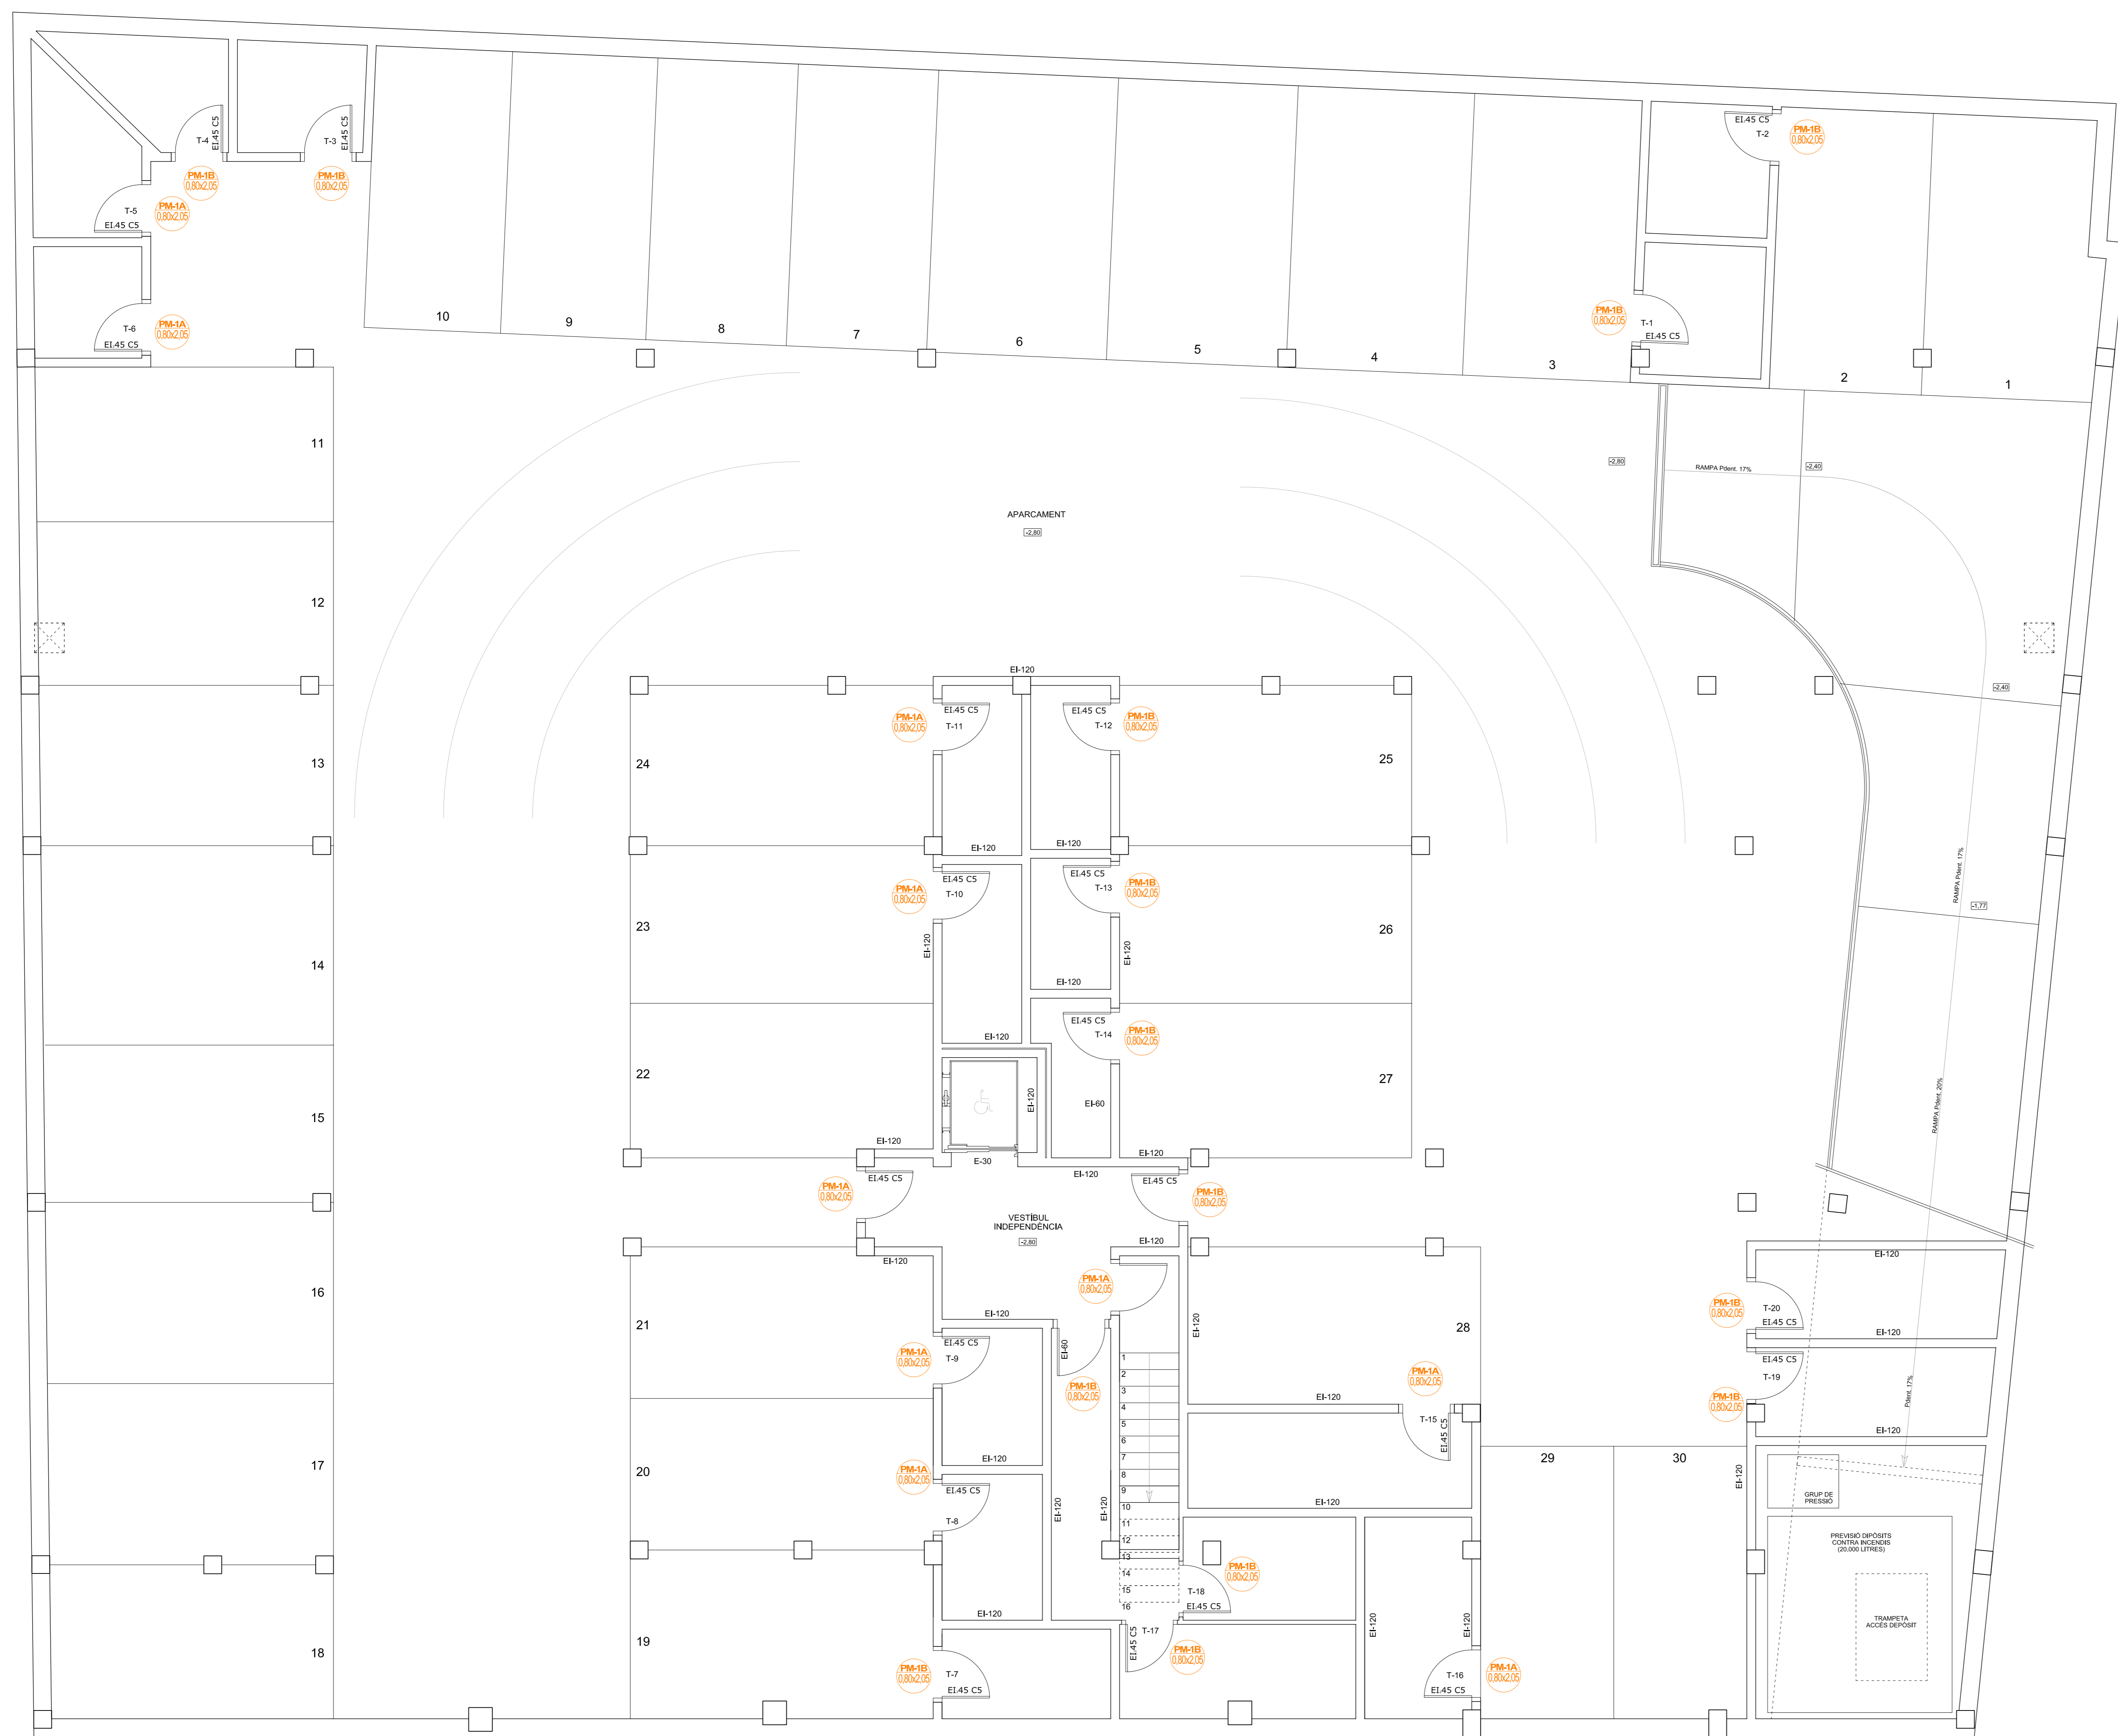 EI.45 C5
T-4
PM-1B
0,80x2,05
EI.45 C5
T-3
PM-1B
0,80x2,05
T-5
EI.45 C5
PM-1A
0,80x2,05
T-6
EI.45 C5
PM-1A
0,80x2,05
EI.45 C5
T-2
PM-1B
0,80x2,05
PM-1B
0,80x2,05
T-1
EI.45 C5
10
9
8
7
6
5
4
3
2
1
11
12
13
14
15
16
17
18
APARCAMENT
-2,80
-2,80
RAMPA Pdent. 17%
-2,40
-2,40
RAMPA Pdent. 17%
-1,77
RAMPA Pdent. 20%
Pdent. 17%
EI-120
PM-1A
0,80x2,05
EI.45 C5
T-11
EI.45 C5
T-12
PM-1B
0,80x2,05
24
25
EI-120
EI-120
PM-1A
0,80x2,05
EI.45 C5
T-10
EI.45 C5
T-13
PM-1B
0,80x2,05
23
26
EI-120
EI-120
EI-120
EI-120
EI.45 C5
T-14
PM-1B
0,80x2,05
22
27
EI-120
EI-60
EI-120
E-30
EI-120
EI-120
PM-1A
0,80x2,05
EI.45 C5
EI.45 C5
PM-1B
0,80x2,05
VESTÍBUL
INDEPENDÈNCIA
-2,80
EI-120
EI-120
PM-1A
0,80x2,05
EI-120
21
PM-1A
0,80x2,05
EI.45 C5
T-9
EI-60
PM-1B
0,80x2,05
EI-120
28
PM-1A
0,80x2,05
EI-120
T-15
EI.45 C5
1
2
3
4
5
6
7
8
9
10
11
12
13
14
15
16
20
EI-120
PM-1A
0,80x2,05
EI.45 C5
T-8
EI-120
EI-120
EI-120
29
30
EI-120
EI-120
PM-1B
0,80x2,05
T-20
EI.45 C5
EI-120
EI.45 C5
T-19
PM-1B
0,80x2,05
EI-120
GRUP DE
PRESSIÓ
PREVISIÓ DIPÒSITS
CONTRA INCENDIS
(20.000 LITRES)
TRAMPETA
ACCÉS DEPÒSIT
PM-1B
0,80x2,05
T-18
EI.45 C5
19
EI-120
T-17
EI.45 C5
PM-1B
0,80x2,05
EI-120
EI-120
PM-1B
0,80x2,05
T-7
EI.45 C5
T-16
EI.45 C5
PM-1A
0,80x2,05